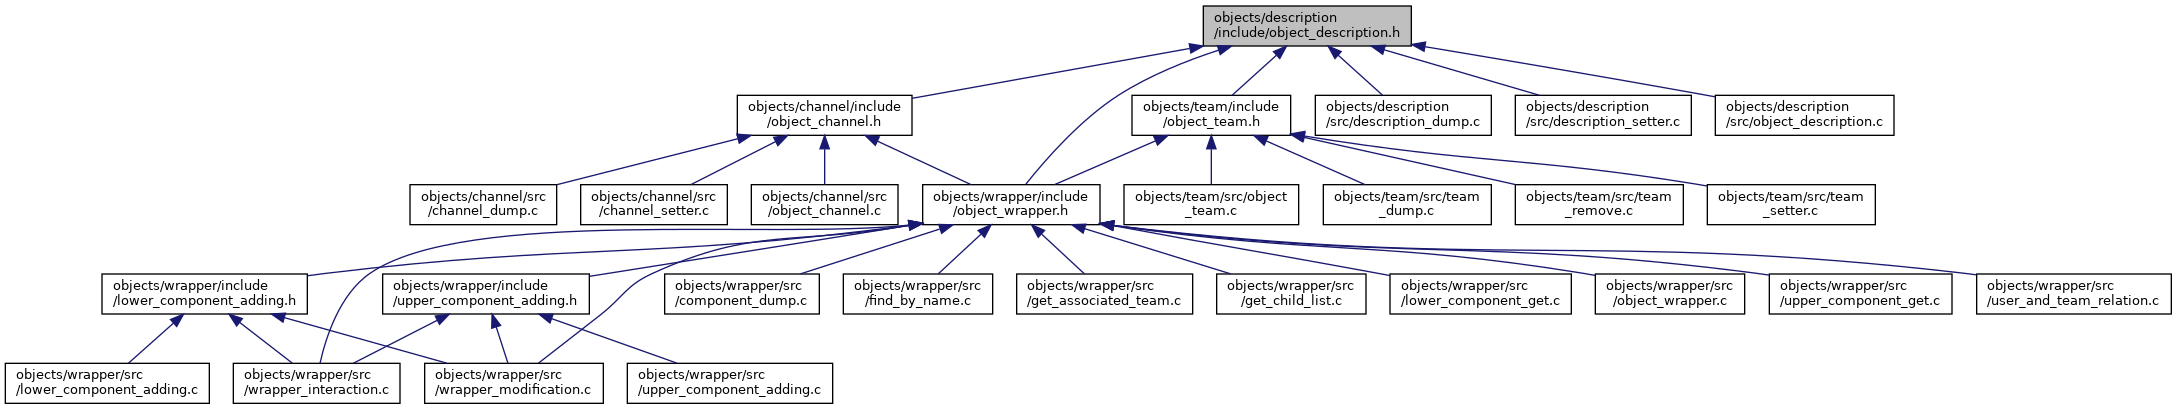 objects/description
/include/object_description.h
objects/channel/include
/object_channel.h
objects/team/include
/object_team.h
objects/description
/src/description_dump.c
objects/description
/src/description_setter.c
objects/description
/src/object_description.c
objects/channel/src
/channel_dump.c
objects/channel/src
/channel_setter.c
objects/channel/src
/object_channel.c
objects/wrapper/include
/object_wrapper.h
objects/team/src/object
_team.c
objects/team/src/team
_dump.c
objects/team/src/team
_remove.c
objects/team/src/team
_setter.c
objects/wrapper/include
/lower_component_adding.h
objects/wrapper/include
/upper_component_adding.h
objects/wrapper/src
/component_dump.c
objects/wrapper/src
/find_by_name.c
objects/wrapper/src
/get_associated_team.c
objects/wrapper/src
/get_child_list.c
objects/wrapper/src
/lower_component_get.c
objects/wrapper/src
/object_wrapper.c
objects/wrapper/src
/upper_component_get.c
objects/wrapper/src
/user_and_team_relation.c
objects/wrapper/src
/lower_component_adding.c
objects/wrapper/src
/wrapper_interaction.c
objects/wrapper/src
/wrapper_modification.c
objects/wrapper/src
/upper_component_adding.c